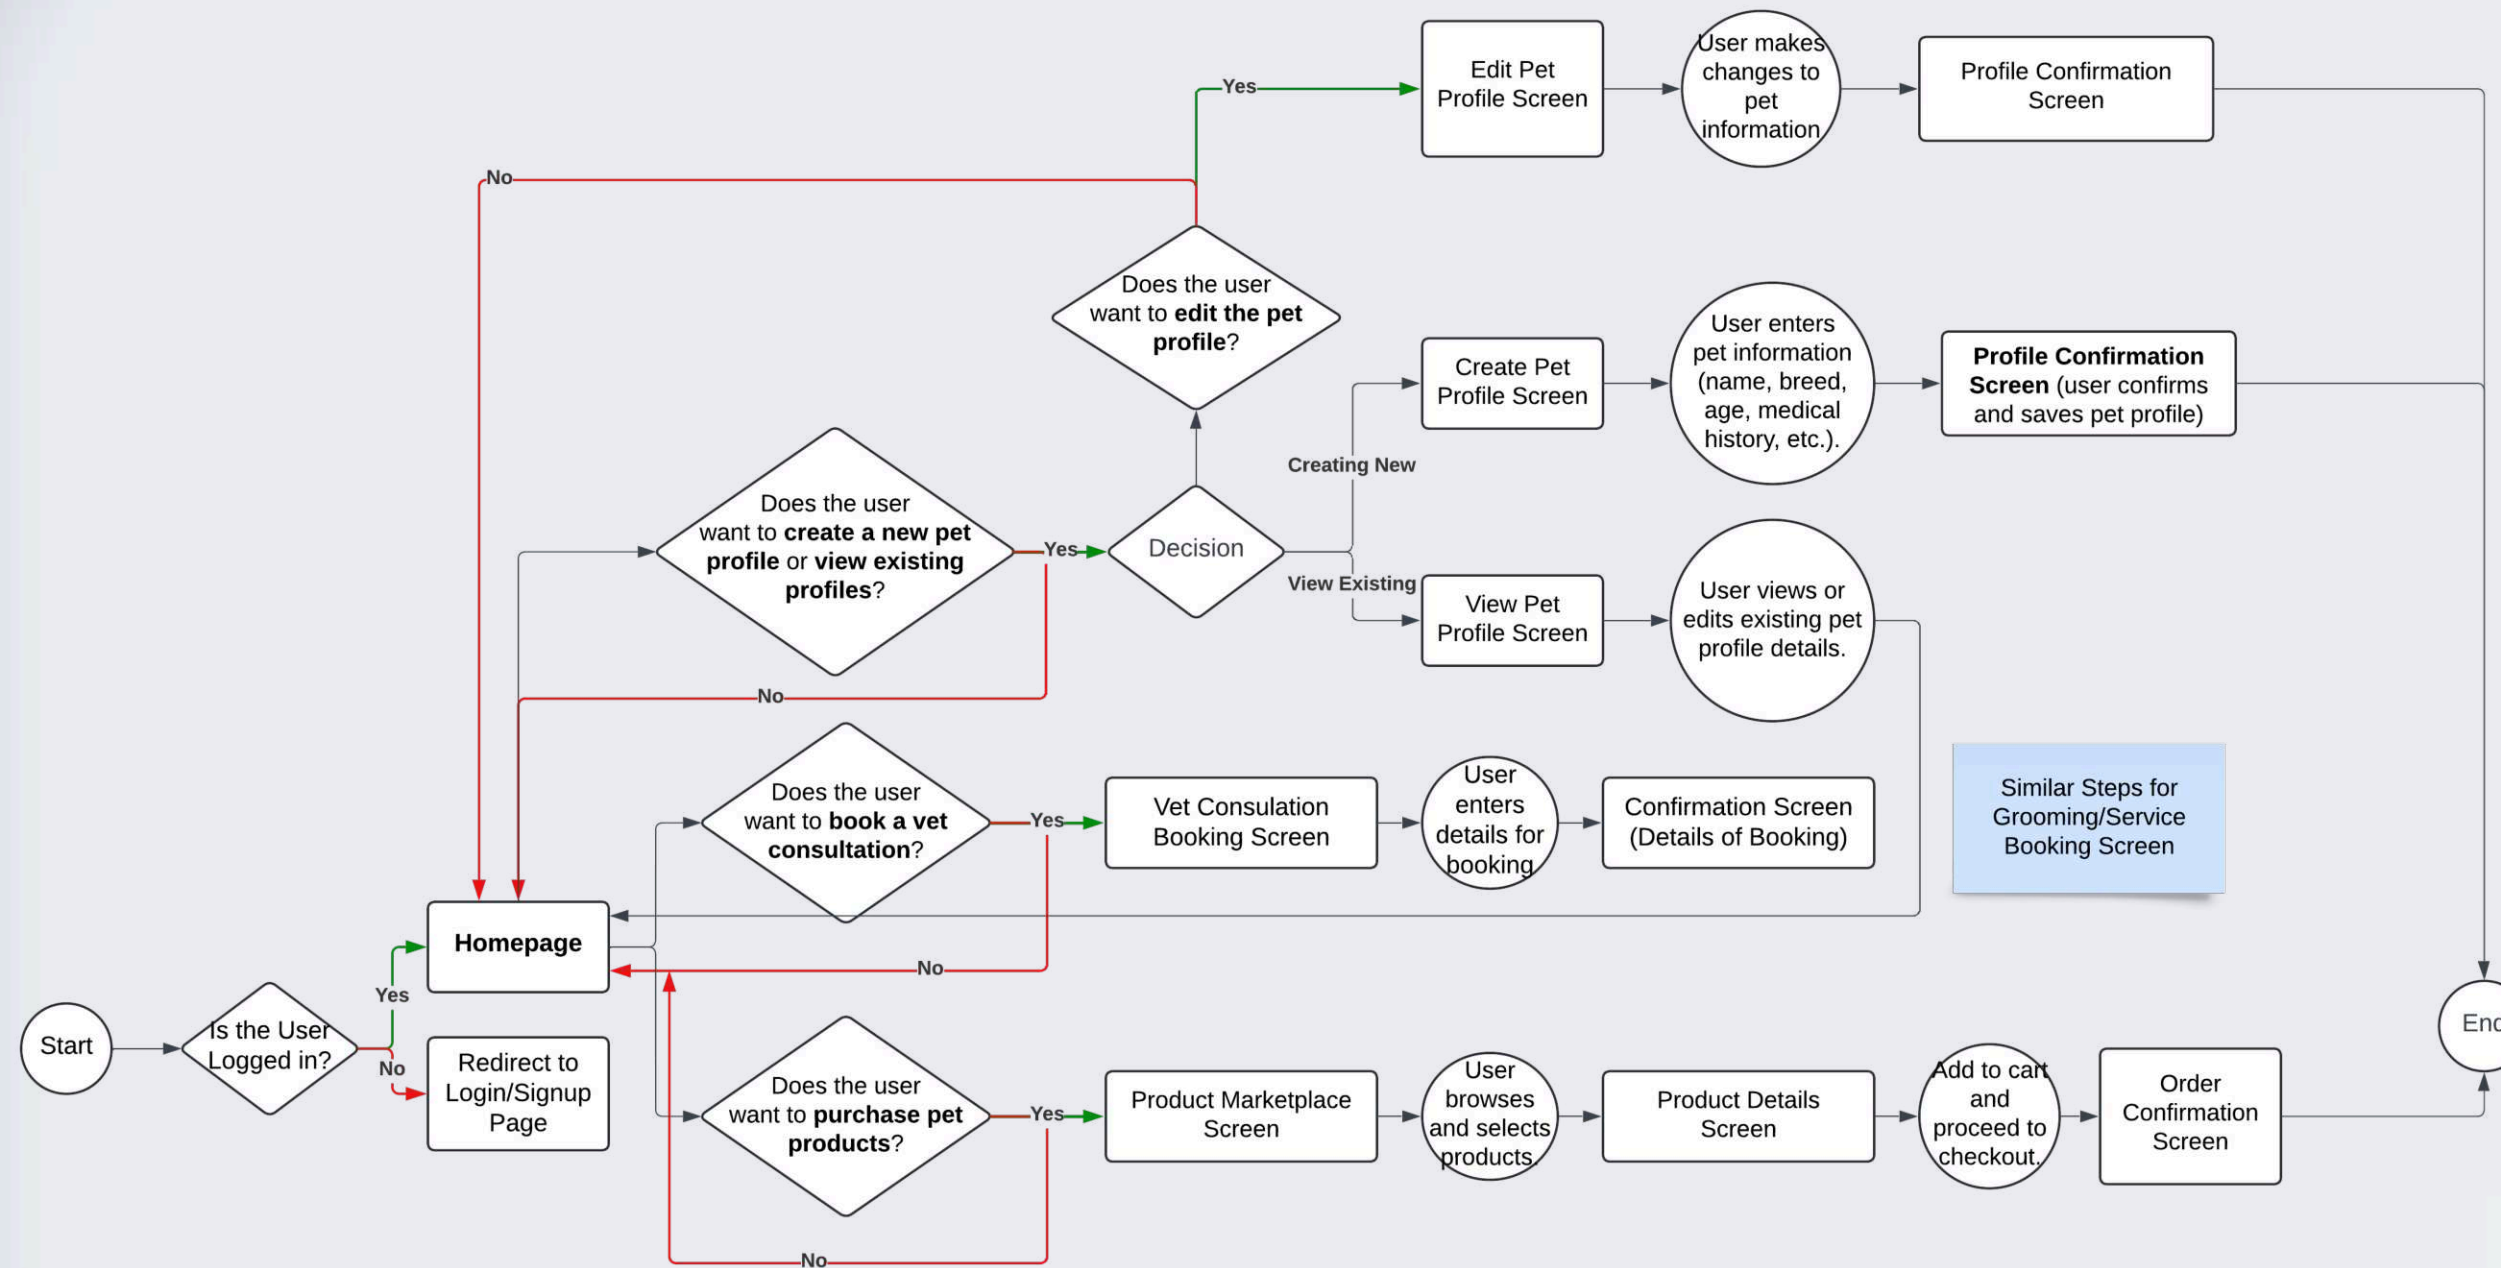 User makes
changes to
pet
information
Edit Pet
Profile Screen
Profile Confirmation
Screen
Yes
No
Does the user
want to edit the pet
profile?
User enters
pet information
(name, breed,
age, medical
history, etc.).
Create Pet
Profile Screen
Profile Confirmation
Screen (user confirms
and saves pet profile)
Creating New
Does the user
want to create a new pet
profile or view existing
profiles?
Yes
Decision
View Existing
View Pet
Profile Screen
User views or
edits existing pet
profile details.
No
Does the user
want to book a vet
consultation?
Yes
Vet Consulation
Booking Screen
User
enters
details for
booking
Confirmation Screen
(Details of Booking)
Similar Steps for
Grooming/Service
Booking Screen
Homepage
No
Yes
Start
Is the User
Logged in?
No
Redirect to
Login/Signup
Page
Does the user
want to purchase pet
products?
Yes
Product Marketplace
Screen
User
browses
and selects
products.
Product Details
Screen
Add to cart
and
proceed to
checkout.
Order
Confirmation
Screen
End
No